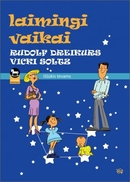 laimingi
vaikai
RUDOLF DREIKURS
VICKI SOLTZ